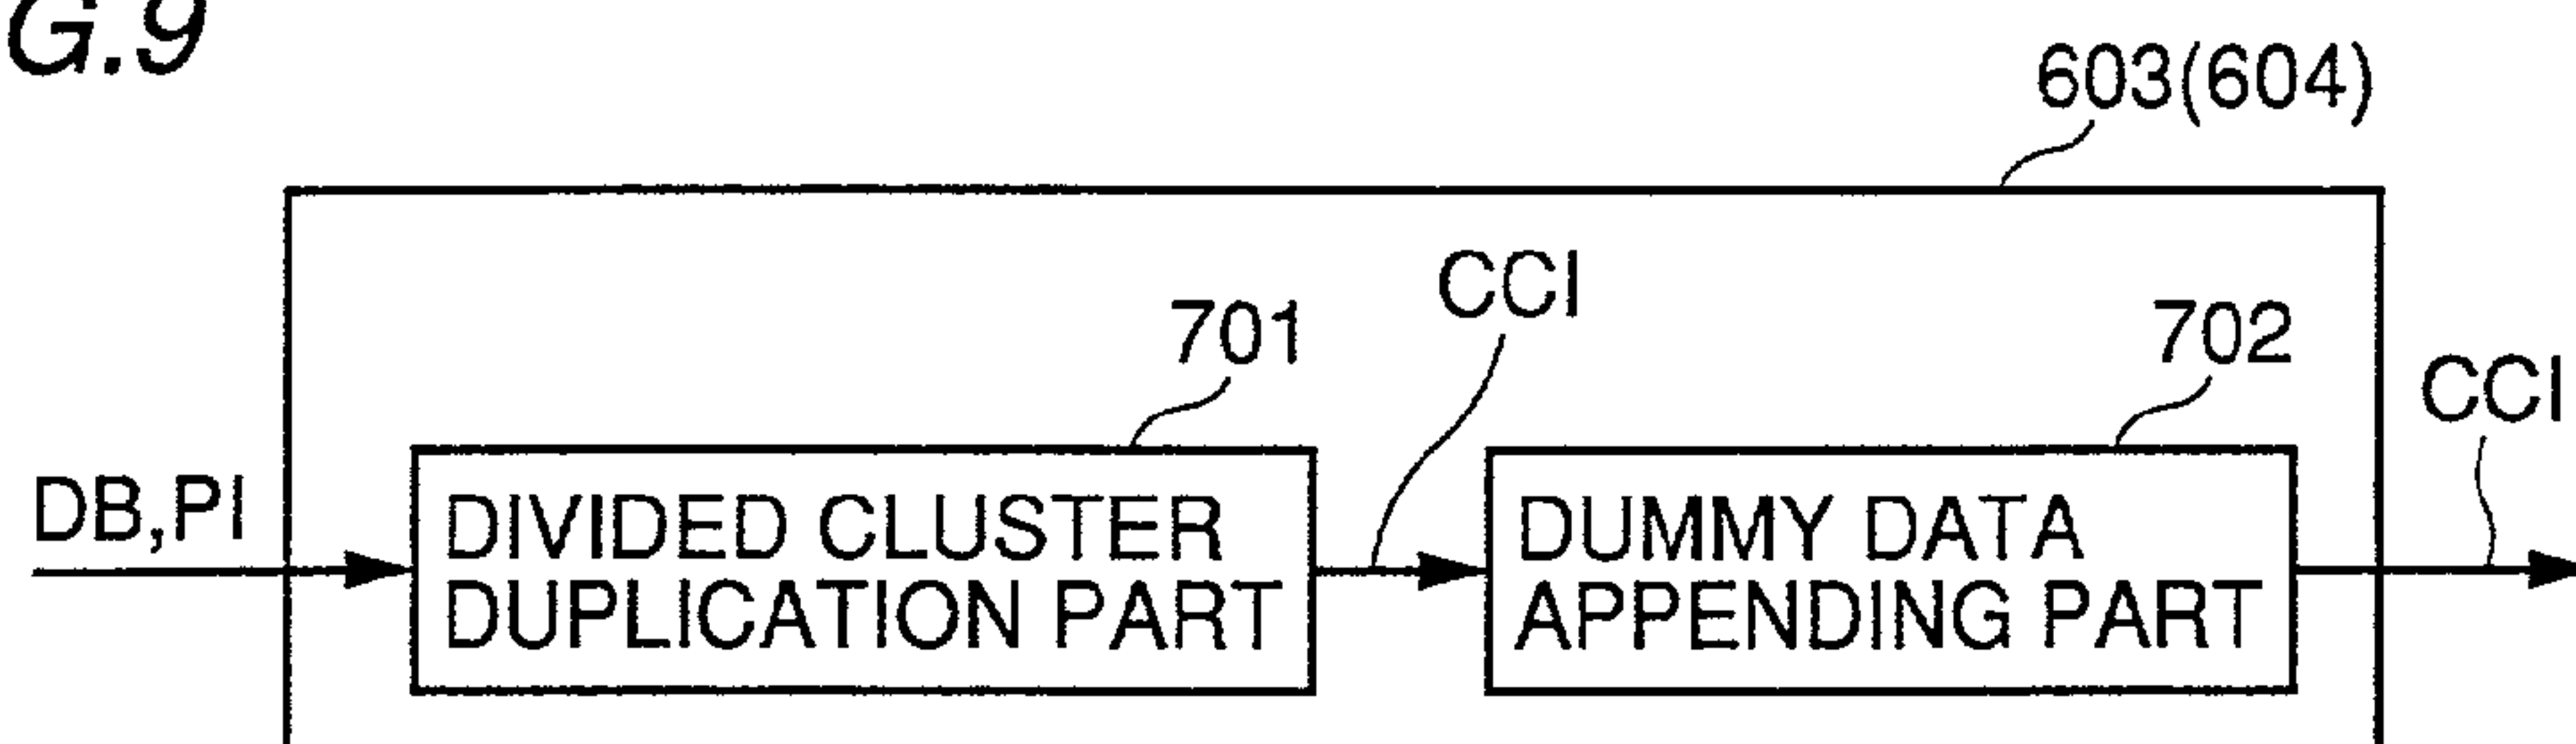 G.9
603(604)
CCI
701
702
CCI
DB,PI
DIVIDED CLUSTER
DUPLICATION PART
DUMMY DATA
APPENDING PART